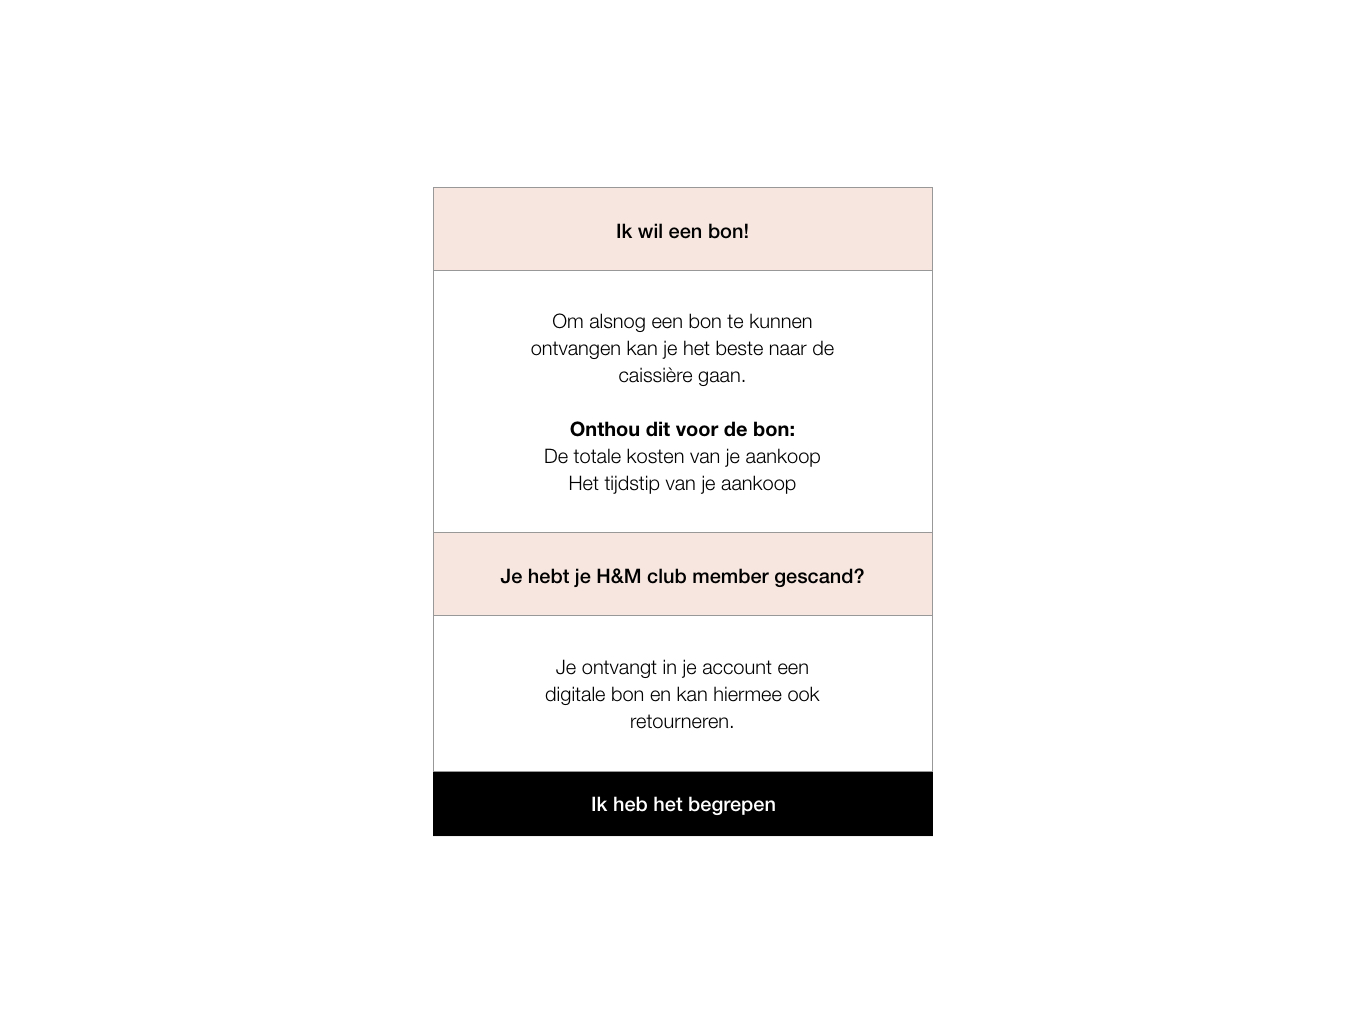 Ik wil een bon!
Om alsnog een bon te kunnen
ontvangen kan je het beste naar de
caissière gaan.
Onthou dit voor de bon:
De totale kosten van je aankoop
Het tijdstip van je aankoop
Je hebt je H&M club member gescand?
Je ontvangt in je account een
digitale bon en kan hiermee ook
retourneren.
Ik heb het begrepen